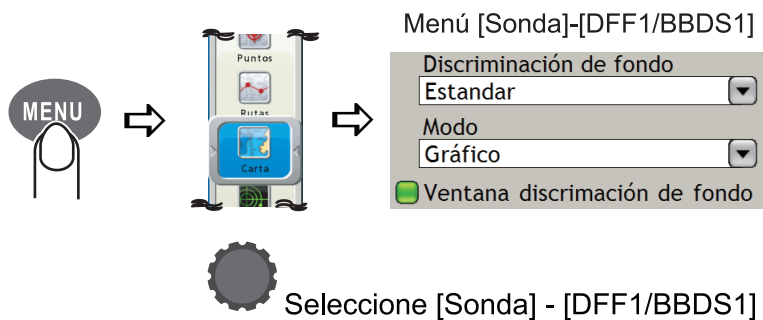 Menú [Sonda]-[DFF1/BBDS1]
MENU
Puntos
Rutas
Carta
Discriminación de fondo
Estandar
Modo
Gráfico
Ventana discrimación de fondo
Seleccione [Sonda] - [DFF1/BBDS1]